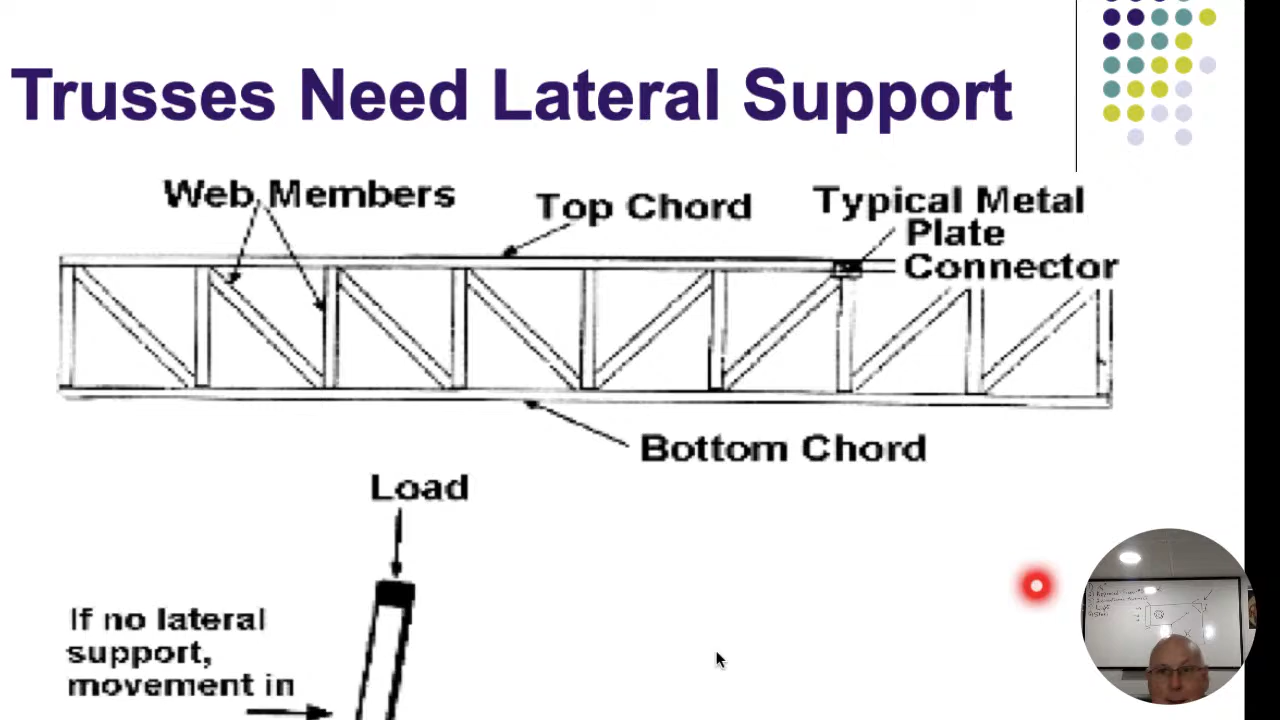 Trusses Need Lateral Support
Web Members
Top Chord
Typical Metal
Plate
Connector
Bottom Chord
Load
If no lateral
support,
movement in